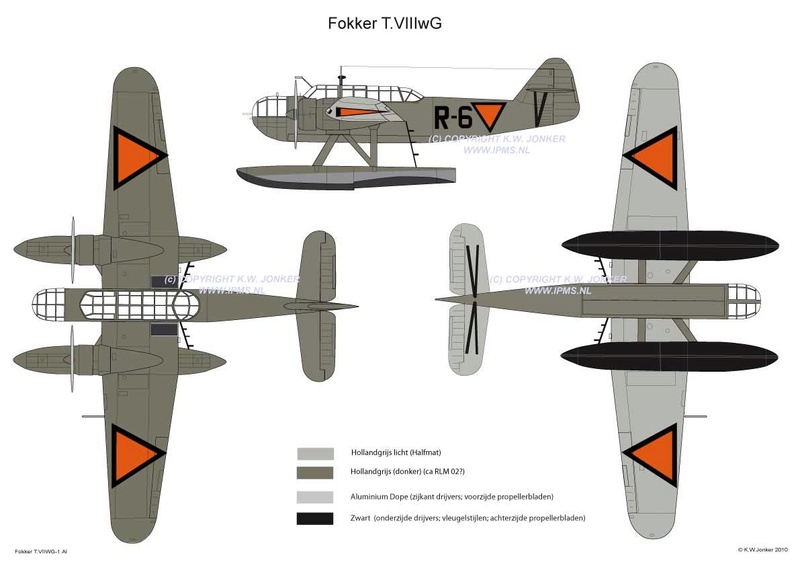 Fokker T.VIIIwG
R-6
V
(C) COPYRIGHT K.W. JONKER
WWW.IPMS.NL
(c) COPYRIGHT K.W. JONKER
WWW.IPMS.NL
(C) COPYRIGHT K.W. JONKER
WWW.IPMS.NL
Hollandgrijs licht (Halfmat)
Hollandgrijs (donker) (ca RLM 02?)
Aluminium Dope (zijkant drijvers; voorzijde propellerbladen)
Zwart (onderzijde drijvers; vleugelstijlen; achterzijde propellerbladen)
Fokker T.VIIWG-1.AI
© K.W.Jonker 2010